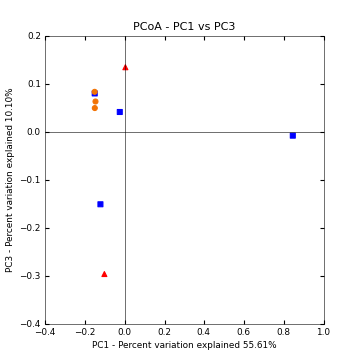 PCoA - PC1 vs PC3
PC3 - Percent variation explained 10.10%
0.2
0.1
0.0
−0.1
−0.2
−0.3
−0.4
−0.4 −0.2 0.0 0.2 0.4 0.6 0.8 1.0
PC1 - Percent variation explained 55.61%